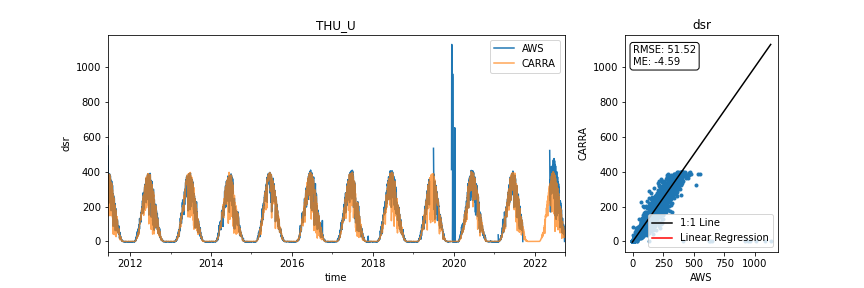 THU_U
dsr
1000
800
600
400
200
0
2012
2014
2016
2018
2020
2022
time
AWS
CARRA
dsr
CARRA
1000
800
600
400
200
0
RMSE: 51.52
ME: -4.59
1:1 Line
Linear Regression
0
250
500
750
1000
AWS